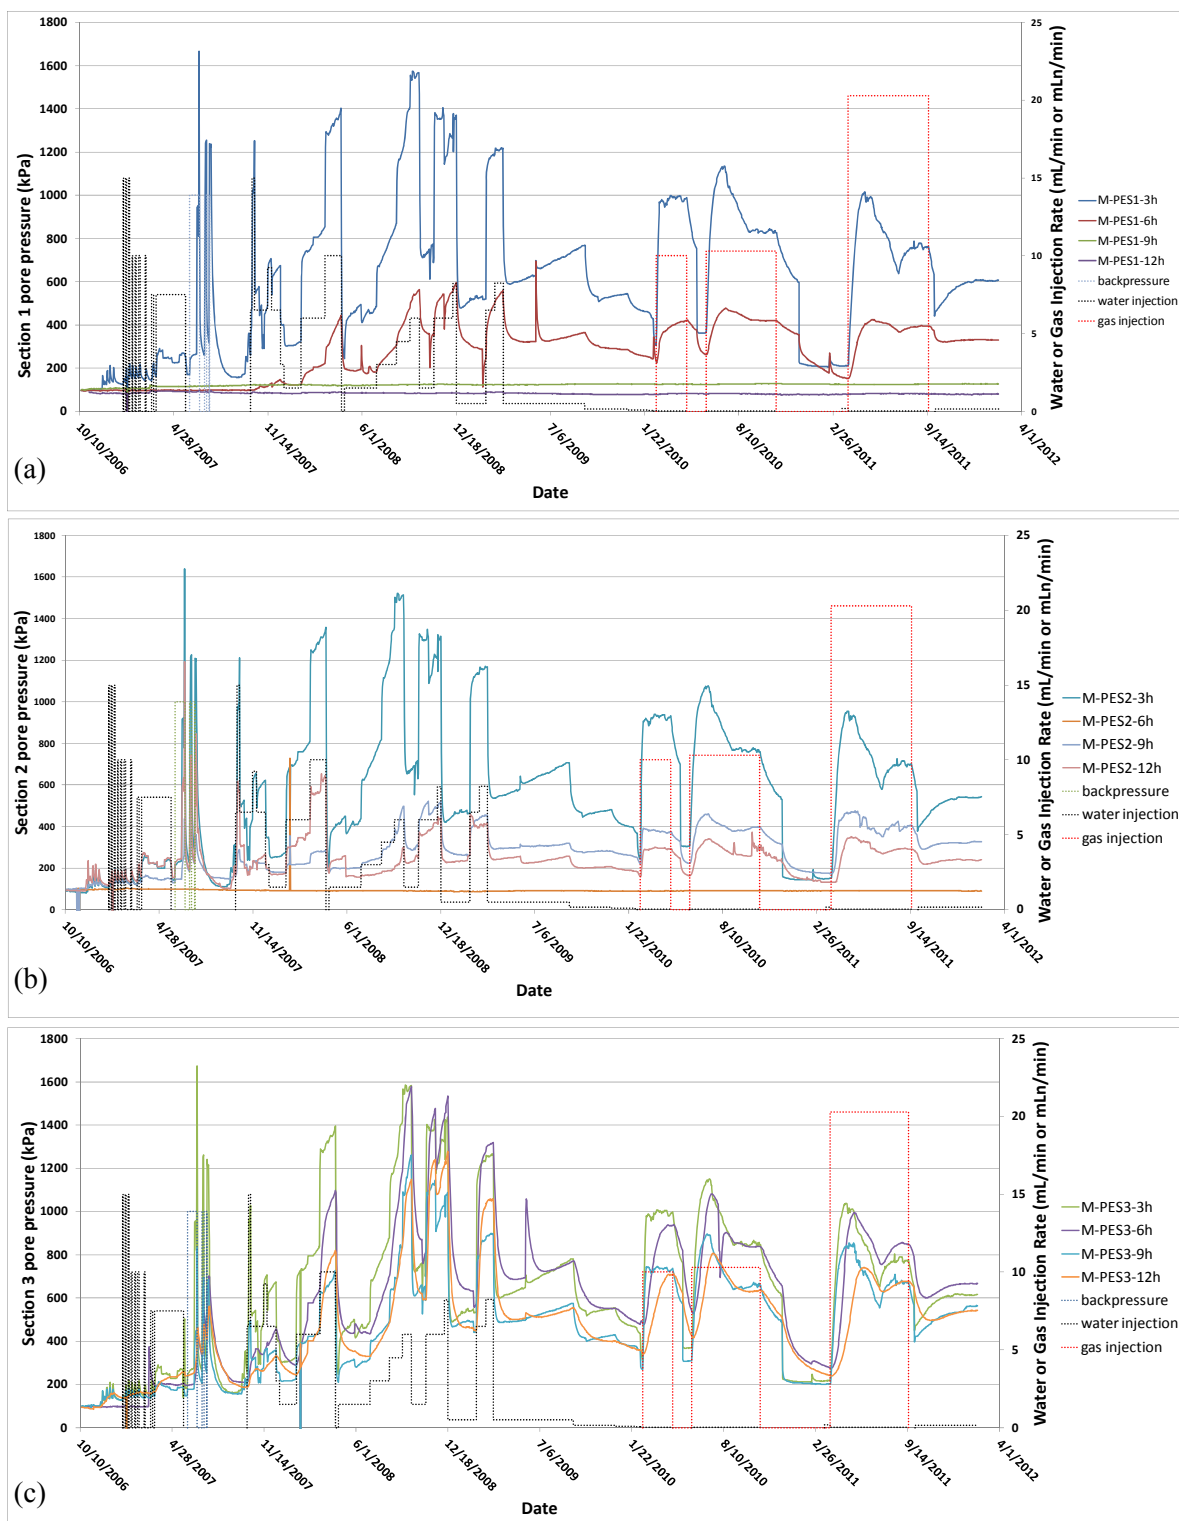 1800
1600
1400
1200
1000
800
600
400
200
0
Section 1 pore pressure (kPa)
25
20
15
10
5
0
Water or Gas Injection Rate (mL/min or mLn/min)
10/10/2006
4/28/2007
11/14/2007
6/1/2008
12/18/2008
7/6/2009
1/22/2010
8/10/2010
2/26/2011
9/14/2011
4/1/2012
Date
M-PES1-3h
M-PES1-6h
M-PES1-9h
M-PES1-12h
backpressure
water injection
gas injection
(a)
1800
1600
1400
1200
1000
800
600
400
200
0
Section 2 pore pressure (kPa)
25
20
15
10
5
0
Water or Gas Injection Rate (mL/min or mLn/min)
10/10/2006
4/28/2007
11/14/2007
6/1/2008
12/18/2008
7/6/2009
1/22/2010
8/10/2010
2/26/2011
9/14/2011
4/1/2012
Date
M-PES2-3h
M-PES2-6h
M-PES2-9h
M-PES2-12h
backpressure
water injection
gas injection
(b)
1800
1600
1400
1200
1000
800
600
400
200
0
Section 3 pore pressure (kPa)
25
20
15
10
5
0
Water or Gas Injection Rate (mL/min or mLn/min)
10/10/2006
4/28/2007
11/14/2007
6/1/2008
12/18/2008
7/6/2009
1/22/2010
8/10/2010
2/26/2011
9/14/2011
4/1/2012
Date
M-PES3-3h
M-PES3-6h
M-PES3-9h
M-PES3-12h
backpressure
water injection
gas injection
(c)